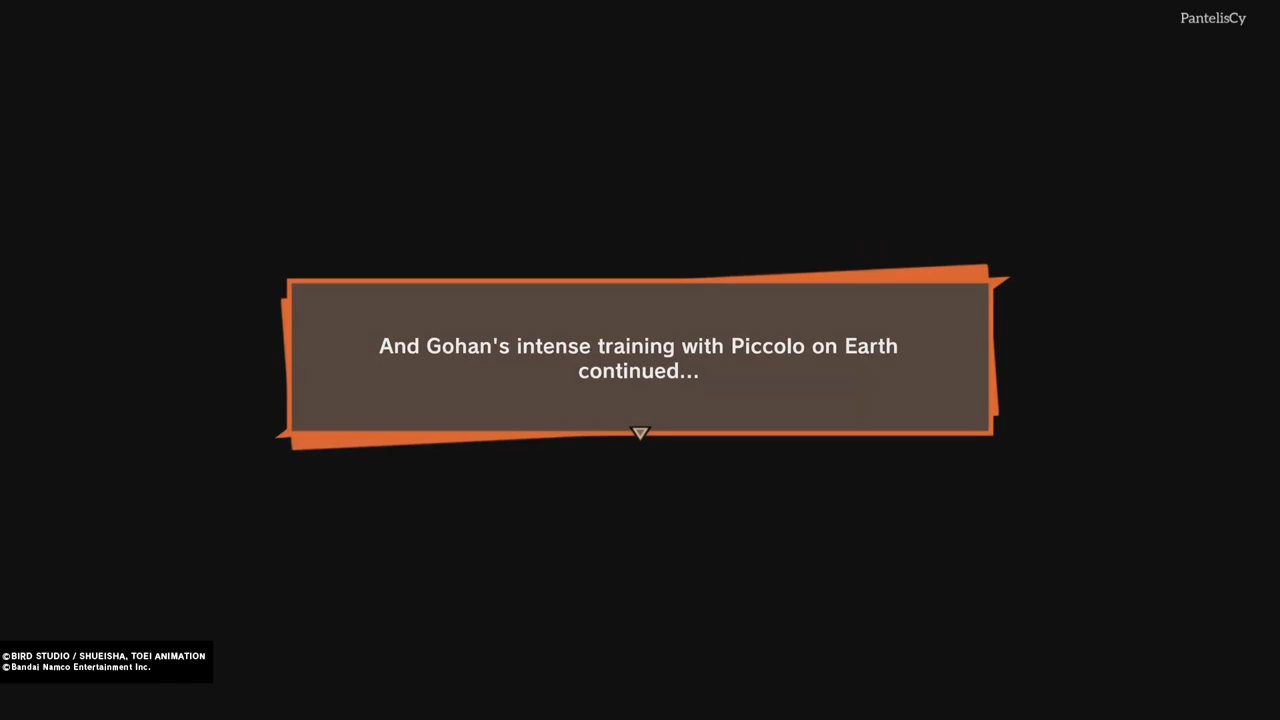 PantelisCy
And Gohan's intense training with Piccolo on Earth
continued...
©BIRD STUDIO / SHUEISHA, TOEI ANIMATION
©Bandai Namco Entertainment Inc.